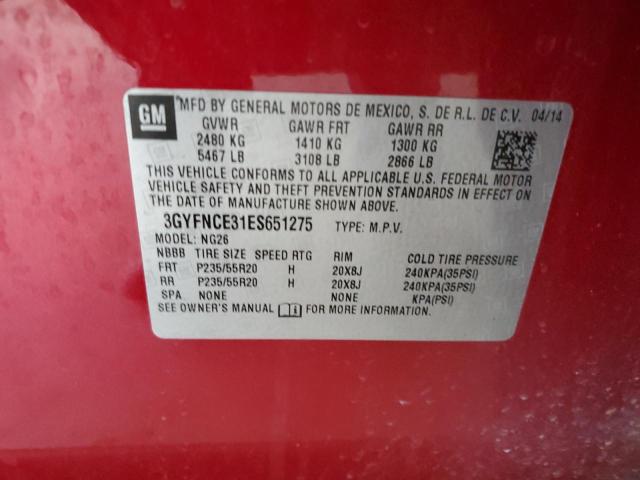 GM MFD BY GENERAL MOTORS DE MEXICO, S. DE R.L. DE C.V. 04/14
GVWR GAWR FRT GAWR RR
2480 KG 1410 KG 1300 KG
5467 LB 3108 LB 2866 LB
THIS VEHICLE CONFORMS TO ALL APPLICABLE U.S. FEDERAL MOTOR
VEHICLE SAFETY AND THEFT PREVENTION STANDARDS IN EFFECT ON
THE DATE OF MANUFACTURE SHOWN ABOVE.
3GYFNCE31ES651275 TYPE: M.P.V.
MODEL: NG26
NBBB TIRE SIZE SPEED RTG RIM COLD TIRE PRESSURE
FRT P235/55R20 H 20X8J 240KPA(35PSI)
RR P235/55R20 H 20X8J 240KPA(35PSI)
SPA NONE NONE KPA(PSI)
SEE OWNER'S MANUAL FOR MORE INFORMATION.